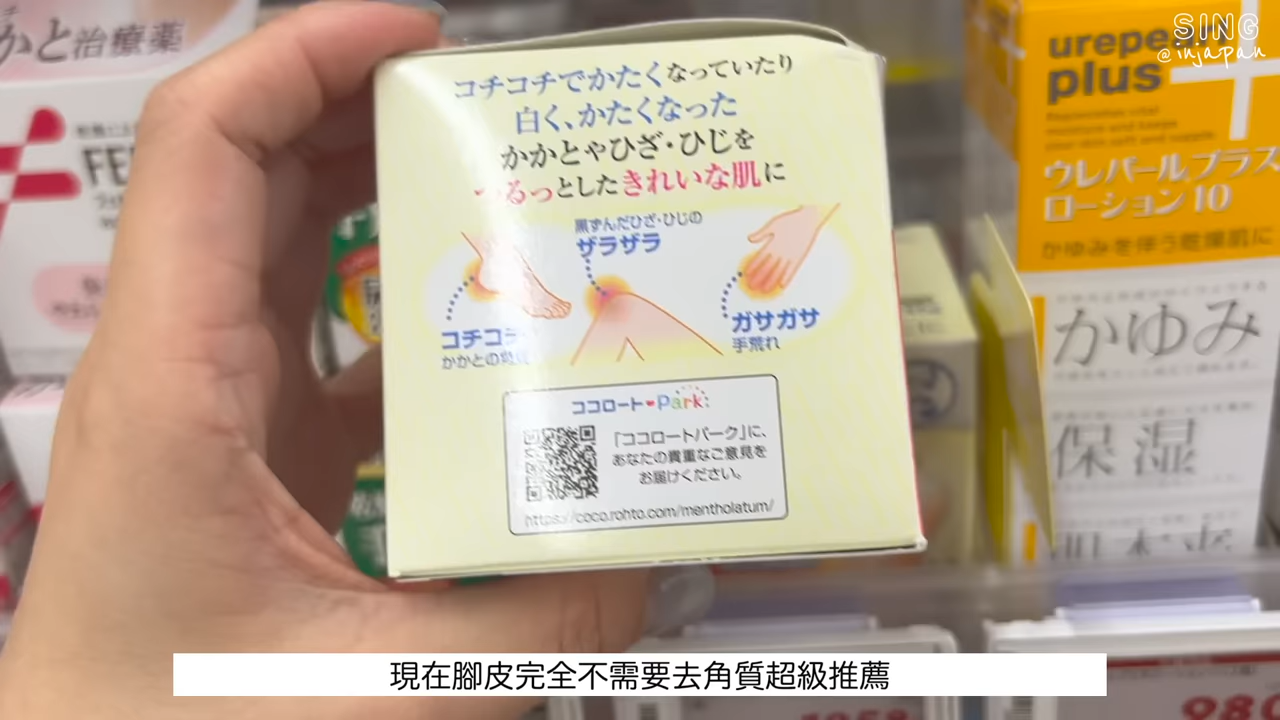 SING
@injapan
かと治療薬
コチコチでかたくなっていたり
白く、かたくなった
かかとやひざ・ひじを
つるっとしたきれいな肌に
黒ずんだひざ・ひじの
ザラザラ
コチコチ
かかとの
ガサガサ
手荒れ
ココロートPark:
「ココロートパーク」に、
あなたの貴重なご意見を
お届けください。
https://coco.rohto.com/mentholatum/
plus
ウレパールプラス
ローション10
かゆみを伴う乾燥肌に
かゆみ
保湿
980
現在腳皮完全不需要去角質超級推薦